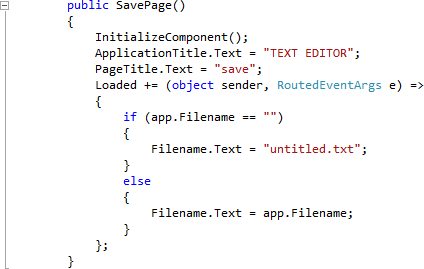 public SavePage()
{
InitializeComponent();
ApplicationTitle.Text = "TEXT EDITOR";
PageTitle.Text = "save";
Loaded += (object sender, RoutedEventArgs e) =>
{
if (app.Filename == "")
{
Filename.Text = "untitled.txt";
}
else
{
Filename.Text = app.Filename;
}
};
}